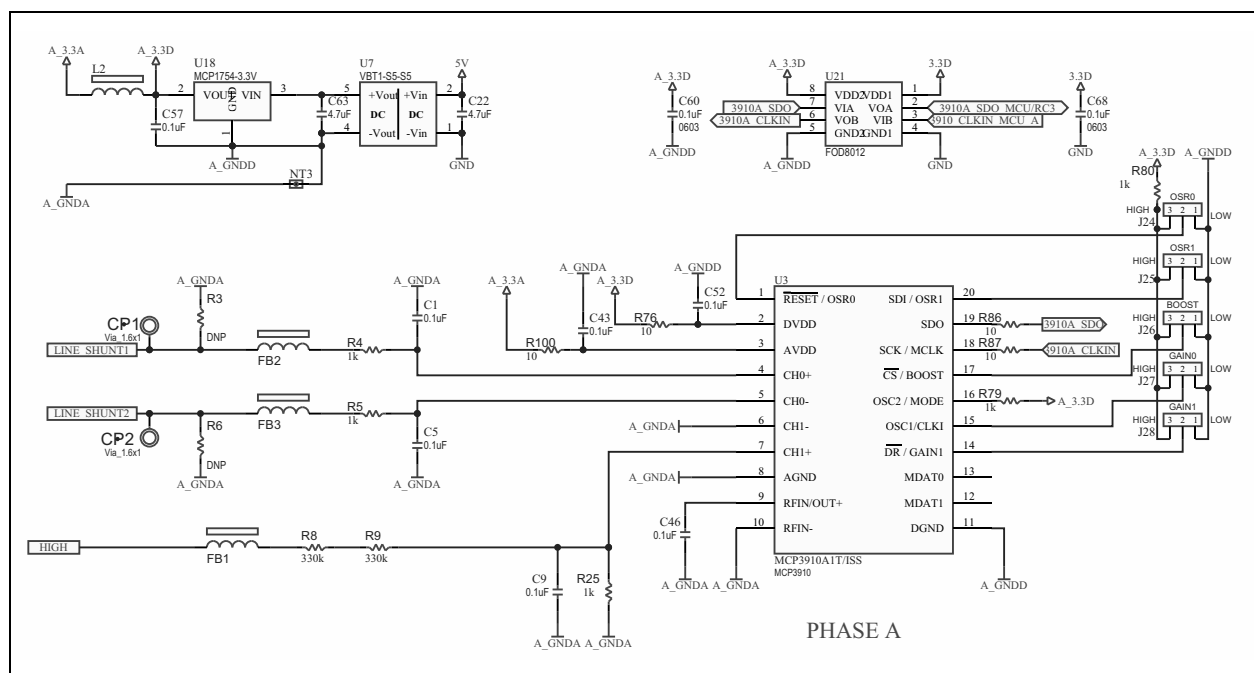 A_3.3A
L2
A_3.3D
U18
MCP1754-3.3V
2
VOUT
GND
VIN
3
1
C57
0.1uF
A_GNDD
C63
4.7uF
U7
VBT1-S5-S5
5
+Vout
+Vin
2
DC
DC
4
-Vout
-Vin
1
5V
C22
4.7uF
GND
NT3
A_GNDA
A_3.3D
C60
0.1uF
0603
A_GNDD
A_3.3D
U21
3.3D
8
VDD2
VDD1
1
3910A_SDO
7
VIA
VOA
2
3910A_SDO_MCU/RC3
3910A_CLKIN
6
VOB
VIB
3
3910_CLKIN_MCU_A
5
GND2
GND1
4
FOD8012
A_GNDD
GND
3.3D
C68
0.1uF
0603
GND
A_3.3D
A_GNDD
R80
1k
OSR0
HIGH
3 2 1
LOW
J24
OSR1
HIGH
3 2 1
LOW
J25
BOOST
HIGH
3 2 1
LOW
J26
GAIN0
HIGH
3 2 1
LOW
J27
GAIN1
HIGH
3 2 1
LOW
J28
A_GNDA
R3
DNP
CP1
Via_1.6x1
LINE_SHUNT1
FB2
R4
1k
A_GNDA
C1
0.1uF
LINE_SHUNT2
CP2
Via_1.6x1
R6
DNP
A_GNDA
FB3
R5
1k
C5
0.1uF
A_GNDA
A_3.3A
R100
10
A_GNDA
C43
0.1uF
A_3.3D
R76
10
A_GNDD
C52
0.1uF
U3
1
RESET / OSR0
SDI / OSR1
20
2
DVDD
SDO
19
R86
10
3910A_SDO
3
AVDD
SCK / MCLK
18
R87
10
3910A_CLKIN
4
CH0+
CS / BOOST
17
5
CH0-
OSC2 / MODE
16
R79
1k
A_3.3D
A_GNDA
6
CH1-
OSC1/CLKI
15
7
CH1+
DR / GAIN1
14
A_GNDA
8
AGND
MDAT0
13
9
RFIN/OUT+
MDAT1
12
10
RFIN-
DGND
11
MCP3910A1T/ISS
MCP3910
C46
0.1uF
A_GNDA
A_GNDA
A_GNDD
HIGH
FB1
R8
330k
R9
330k
C9
0.1uF
R25
1k
A_GNDA
A_GNDA
PHASE A